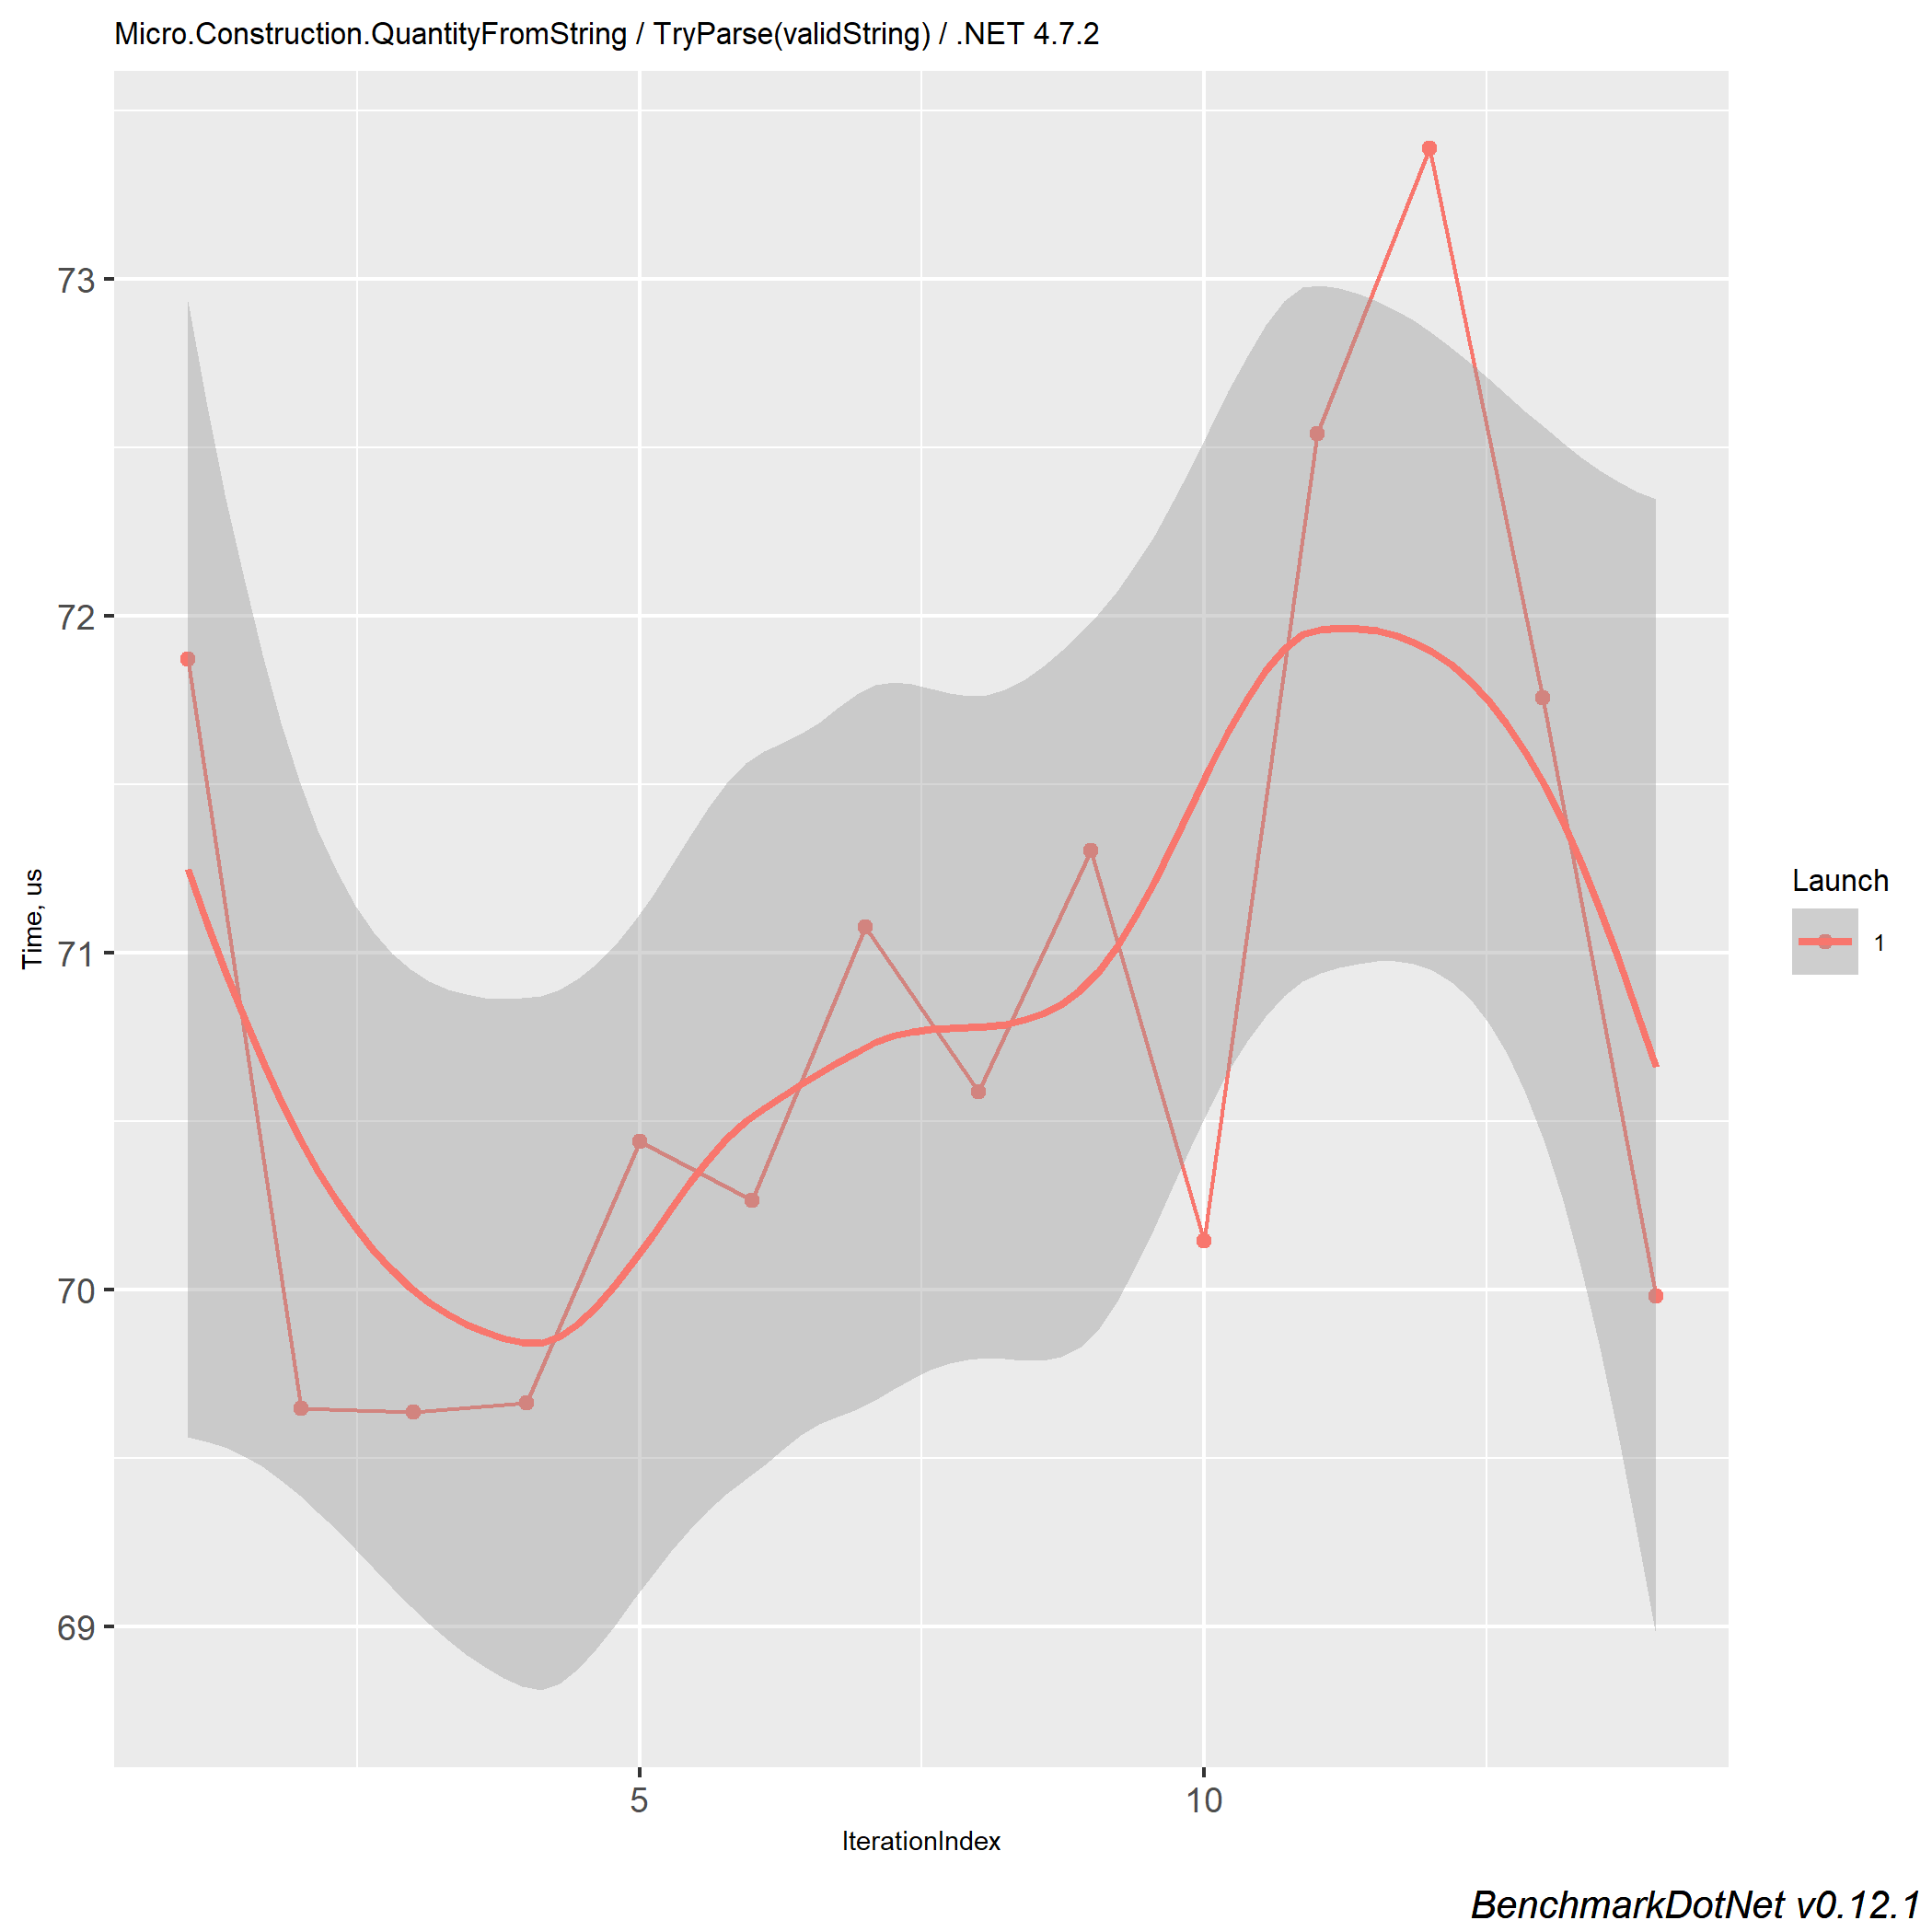 Micro.Construction.QuantityFromString / TryParse(validString) / .NET 4.7.2
73
72
71
70
69
Time, us
5
10
IterationIndex
Launch
1
BenchmarkDotNet v0.12.1